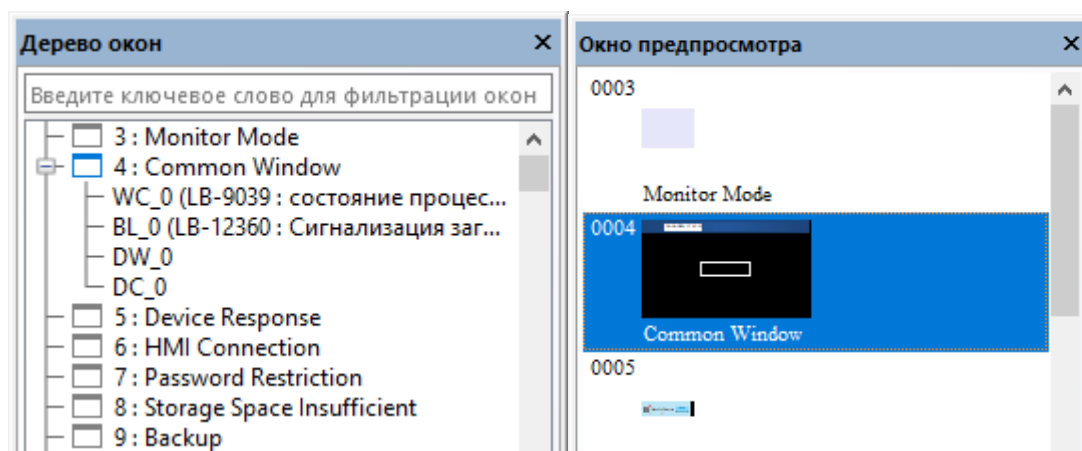 Дерево окон
Введите ключевое слово для фильтрации окон
3 : Monitor Mode
4 : Common Window
WC_0 (LB-9039 : состояние процес...
BL_0 (LB-12360 : Сигнализация заг...
DW_0
DC_0
5 : Device Response
6 : HMI Connection
7 : Password Restriction
8 : Storage Space Insufficient
9 : Backup
Окно предпросмотра
0003
Monitor Mode
0004
Common Window
0005